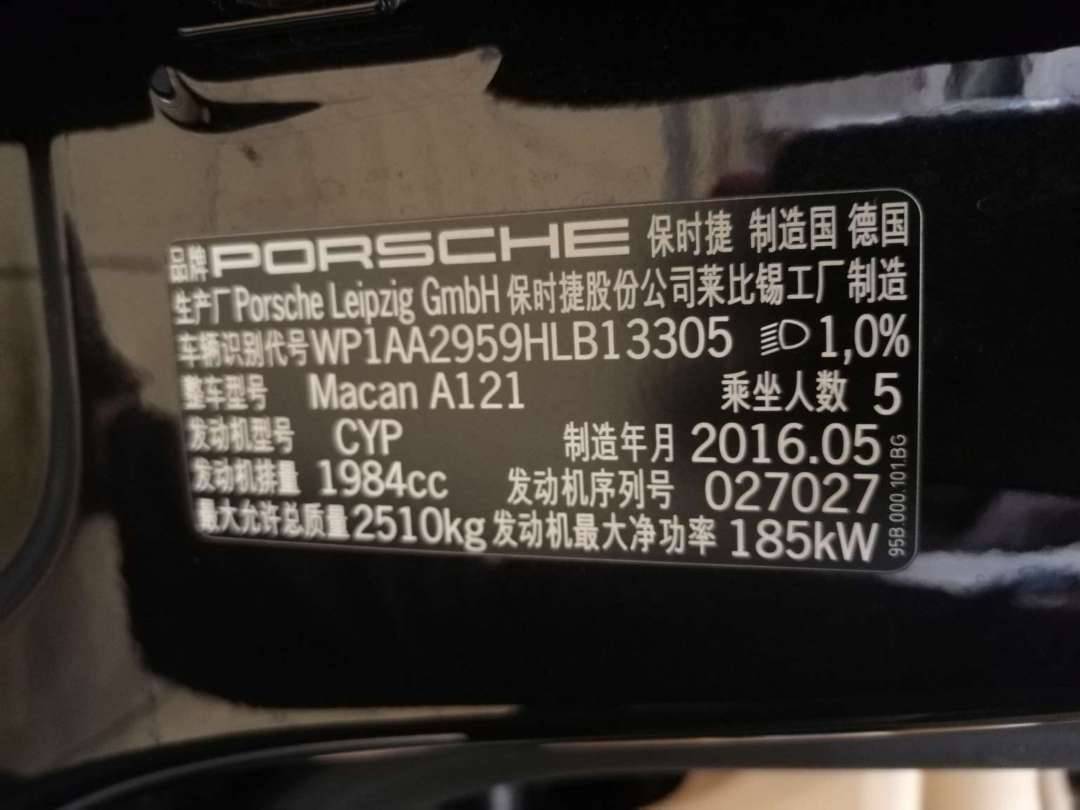 品牌 PORSCHE 保时捷 制造国 德国
生产厂 Porsche Leipzig GmbH 保时捷股份公司莱比锡工厂制造
车辆识别代号 WP1AA2959HLB13305 1,0%
整车型号 Macan A121 乘坐人数 5
发动机型号 CYP 制造年月 2016.05
发动机排量 1984cc 发动机序列号 027027
最大允许总质量 2510kg 发动机最大净功率 185kW
95B.000.101.BG